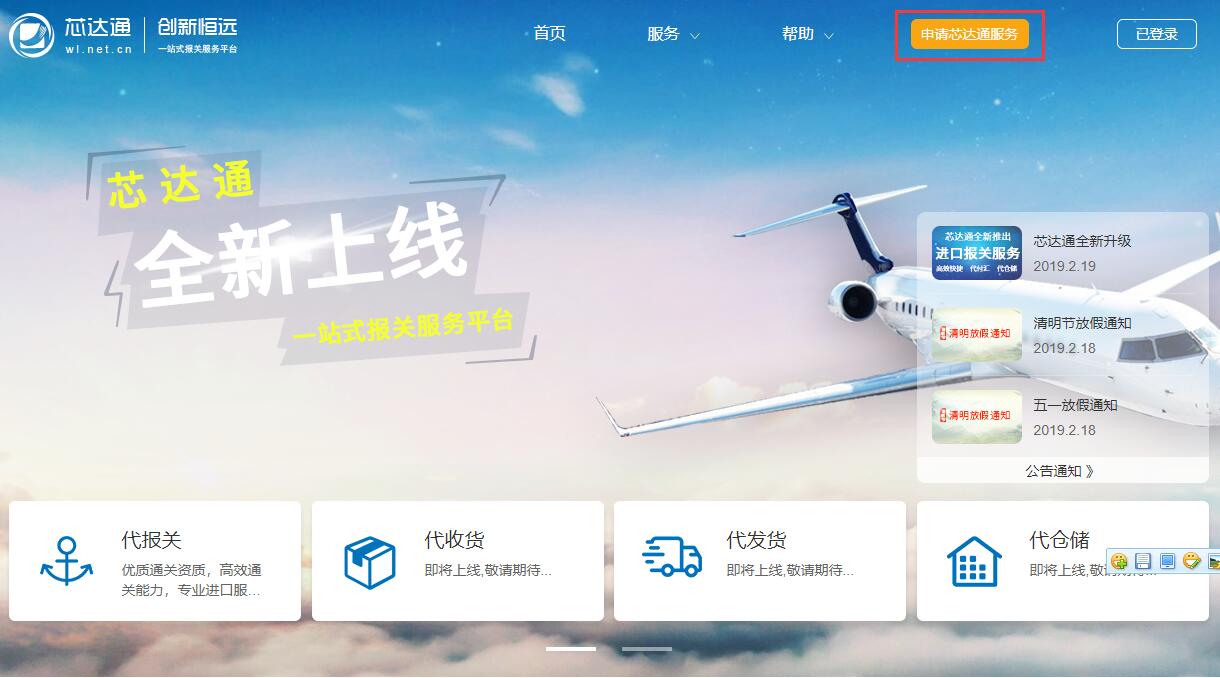 芯达通
wl.net.cn
创新恒远
一站式报关服务平台
首页
服务
帮助
申请芯达通服务
已登录
芯达通
全新上线
一站式报关服务平台
芯达通全新推出
进口报关服务
高效快捷 代付汇 代仓储
芯达通全新升级
2019.2.19
清明放假通知
清明节放假通知
2019.2.18
清明放假通知
五一放假通知
2019.2.18
公告通知 》
代报关
优质通关资质，高效通
关能力，专业进口服...
代收货
即将上线,敬请期待...
代发货
即将上线,敬请期待...
代仓储
即将上线,敬